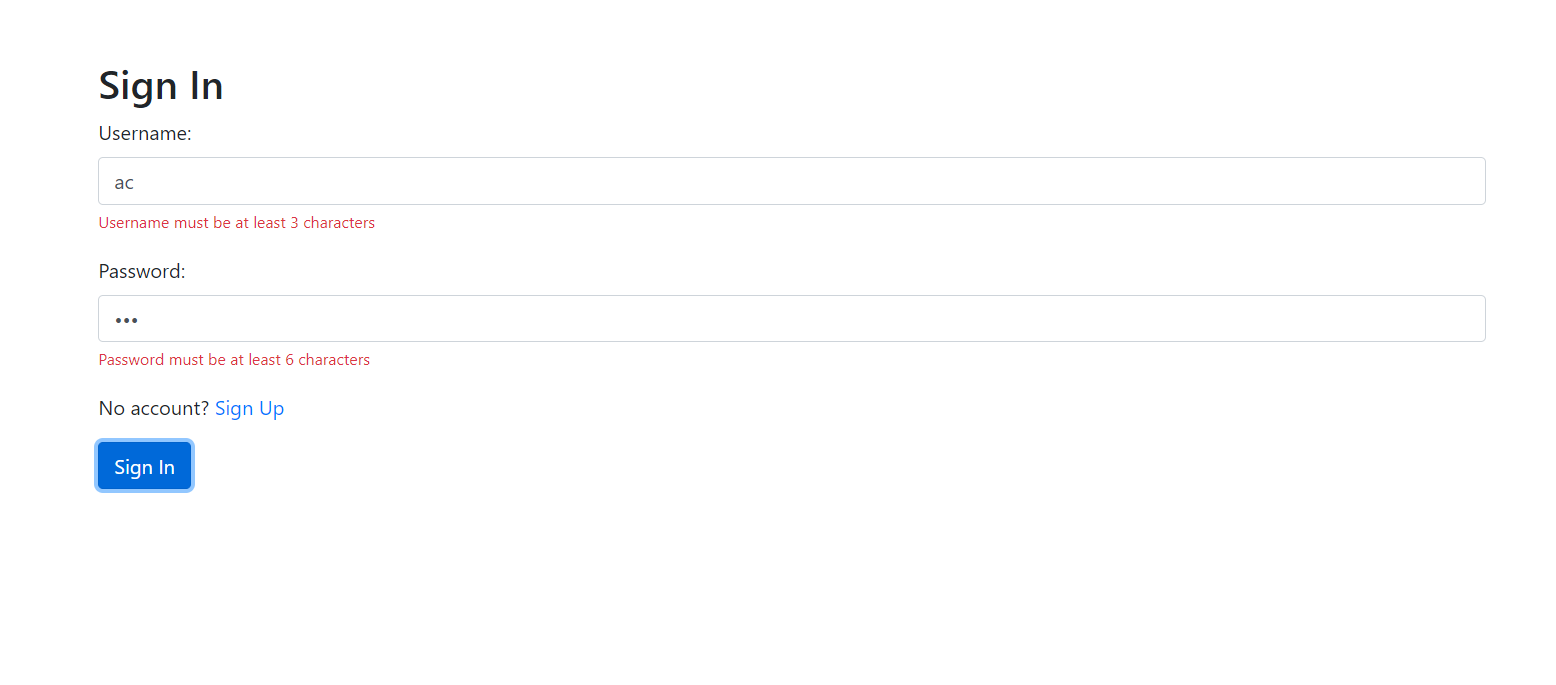 Sign In
Username:
ac
Username must be at least 3 characters
Password:
•••
Password must be at least 6 characters
No account? Sign Up
Sign In